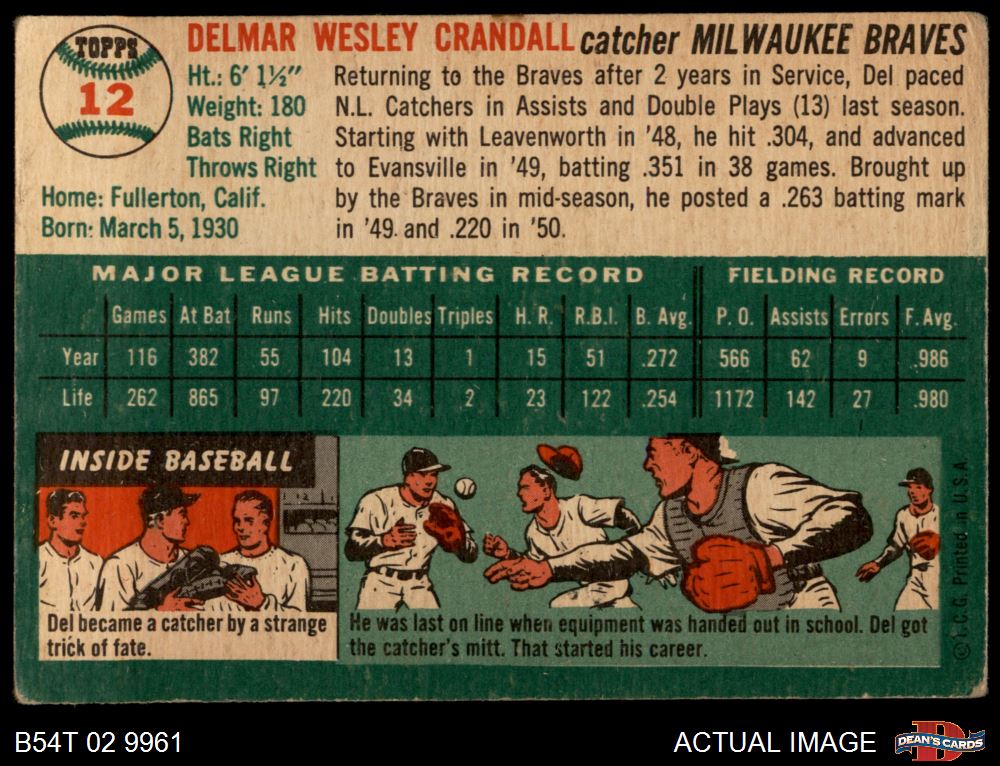 TOPPS
12
DELMAR WESLEY CRANDALL catcher MILWAUKEE BRAVES
Ht.: 6' 1½"
Weight: 180
Bats Right
Throws Right
Home: Fullerton, Calif.
Born: March 5, 1930
Returning to the Braves after 2 years in Service, Del paced
N.L. Catchers in Assists and Double Plays (13) last season.
Starting with Leavenworth in '48, he hit .304, and advanced
to Evansville in '49, batting .351 in 38 games. Brought up
by the Braves in mid-season, he posted a .263 batting mark
in '49 and .220 in '50.
MAJOR LEAGUE BATTING RECORD FIELDING RECORD
Games At Bat Runs Hits Doubles Triples H. R. R.B.I. B. Avg. P. O. Assists Errors F. Avg.
Year 116 382 55 104 13 1 15 51 .272 566 62 9 .986
Life 262 865 97 220 34 2 23 122 .254 1172 142 27 .980
INSIDE BASEBALL
Del became a catcher by a strange
trick of fate.
He was last on line when equipment was handed out in school. Del got
the catcher's mitt. That started his career.
© T. C. G. Printed in U.S.A.
B54T 02 9961
ACTUAL IMAGE
DEAN'S CARDS